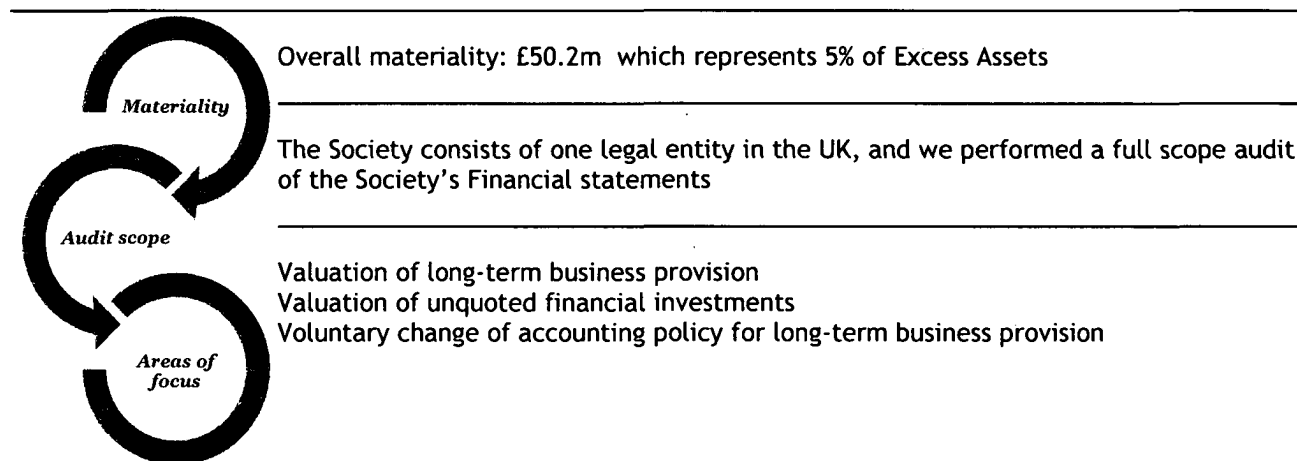 Overall materiality: £50.2m which represents 5% of Excess Assets
Materiality
The Society consists of one legal entity in the UK, and we performed a full scope audit
of the Society's Financial statements
Audit scope
Valuation of long-term business provision
Valuation of unquoted financial investments
Voluntary change of accounting policy for long-term business provision
Areas of
focus